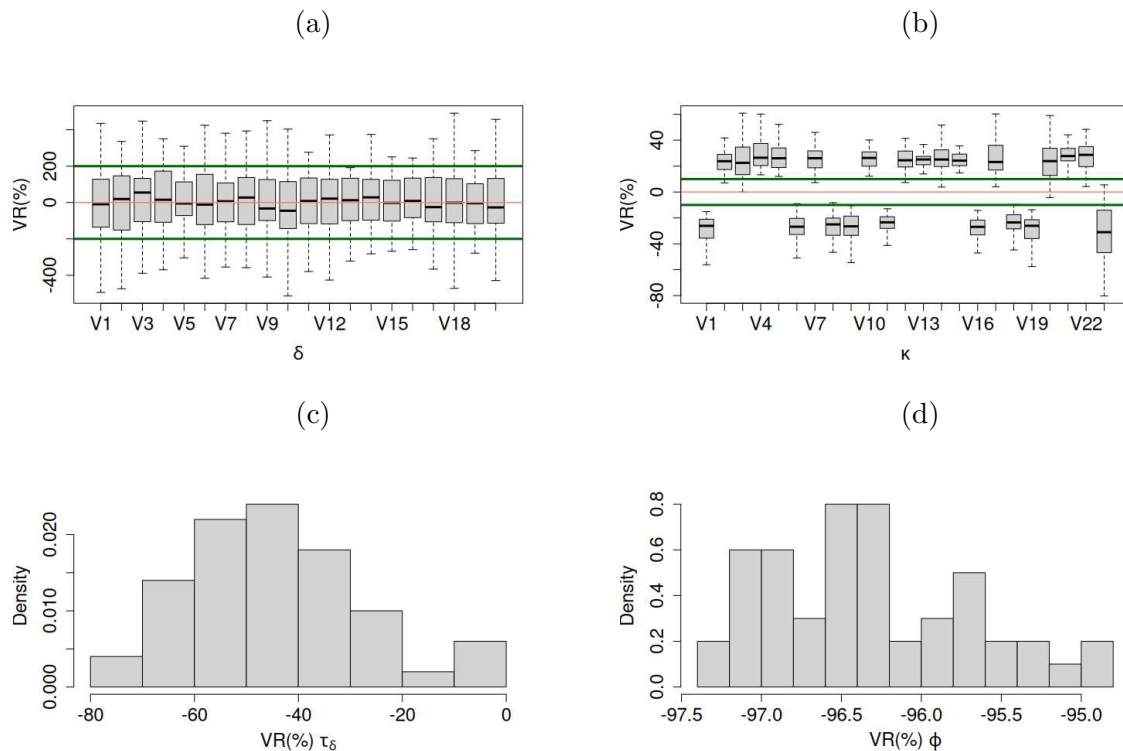 (a)
(b)
VR(%)
-400 0 200
V1 V3 V5 V7 V9 V12 V15 V18
δ
VR(%)
-80 -40 0 40
V1 V4 V7 V10 V13 V16 V19 V22
κ
(c)
(d)
Density
0.000 0.010 0.020
-80 -60 -40 -20 0
VR(%) τδ
Density
0.0 0.2 0.4 0.6 0.8
-97.5 -97.0 -96.5 -96.0 -95.5 -95.0
VR(%) ϕ